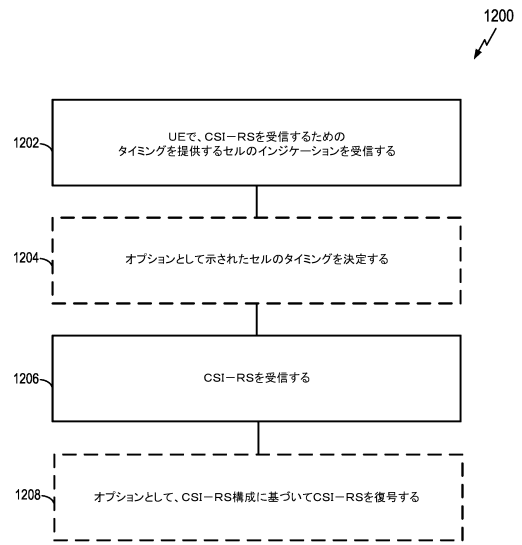 1200
1202
UEで、CSI－RSを受信するための
タイミングを提供するセルのインジケーションを受信する
1204
オプションとして示されたセルのタイミングを決定する
1206
CSI－RSを受信する
1208
オプションとして、CSI－RS構成に基づいてCSI－RSを復号する